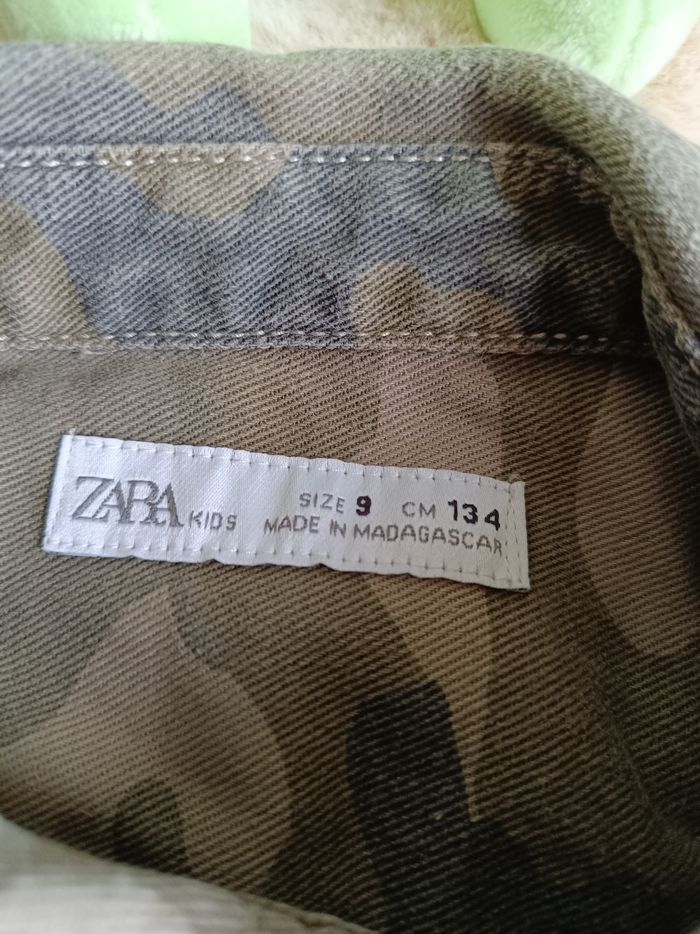 ZARA KIDS
SIZE 9 CM 134
MADE IN MADAGASCAR